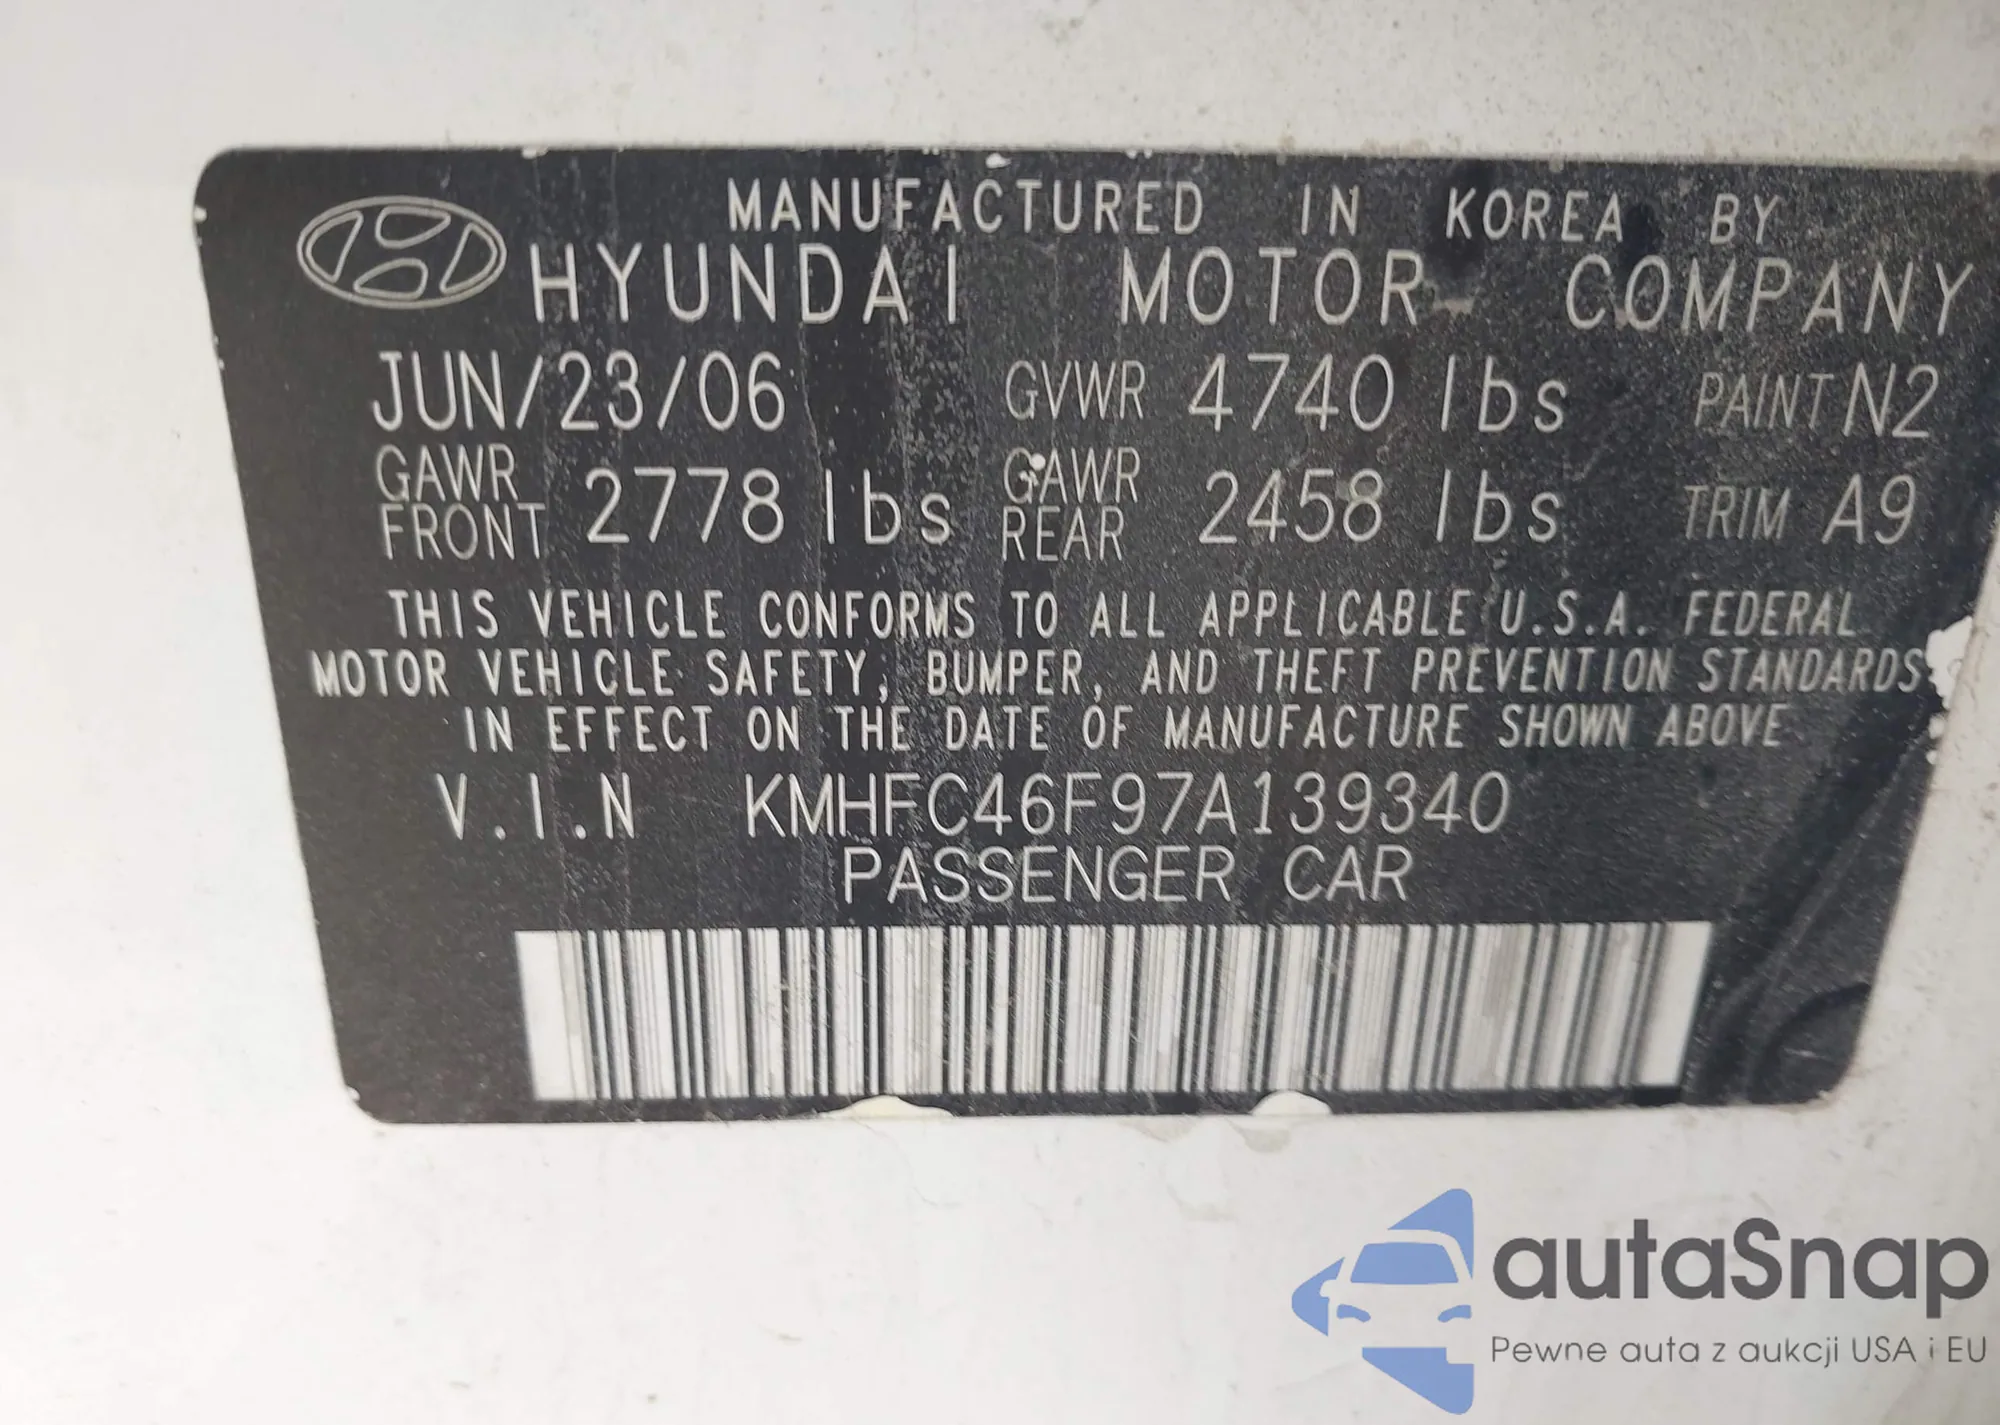 MANUFACTURED IN KOREA BY
HYUNDAI MOTOR COMPANY
JUN/23/06 GVWR 4740 lbs PAINT N2
GAWR FRONT 2778 lbs GAWR REAR 2458 lbs TRIM A9
THIS VEHICLE CONFORMS TO ALL APPLICABLE U.S.A. FEDERAL
MOTOR VEHICLE SAFETY, BUMPER, AND THEFT PREVENTION STANDARDS
IN EFFECT ON THE DATE OF MANUFACTURE SHOWN ABOVE
V.I.N KMHFC46F97A139340
PASSENGER CAR
autaSnap
Pewne auta z aukcji USA i EU